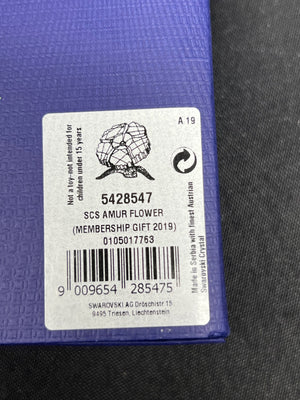 Not a toy-not intended for
children under 15 years
A 19
5428547
SCS AMUR FLOWER
(MEMBERSHIP GIFT 2019)
0105017763
9 009654 285475
SWAROVSKI AG Dröschistr 15
9495 Triesen, Liechtenstein
Made in Serbia with finest Austrian
Swarovski Crystal